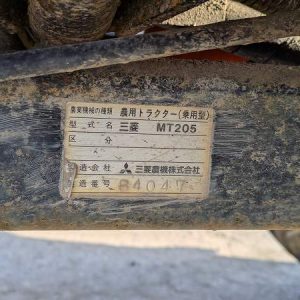 農業機械の種類 農用トラクター(乗用型)
型式名 三菱 MT205
区分
製造会社 三菱農機株式会社
製造番号 84047